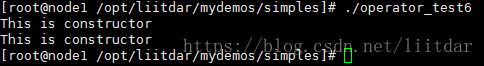 [root@node1 /opt/liitdar/mydemos/simples]# ./operator_test6
This is constructor
This is constructor
[root@node1 /opt/liitdar/mydemos/simples]#
https://blog.csdn.net/liitdar